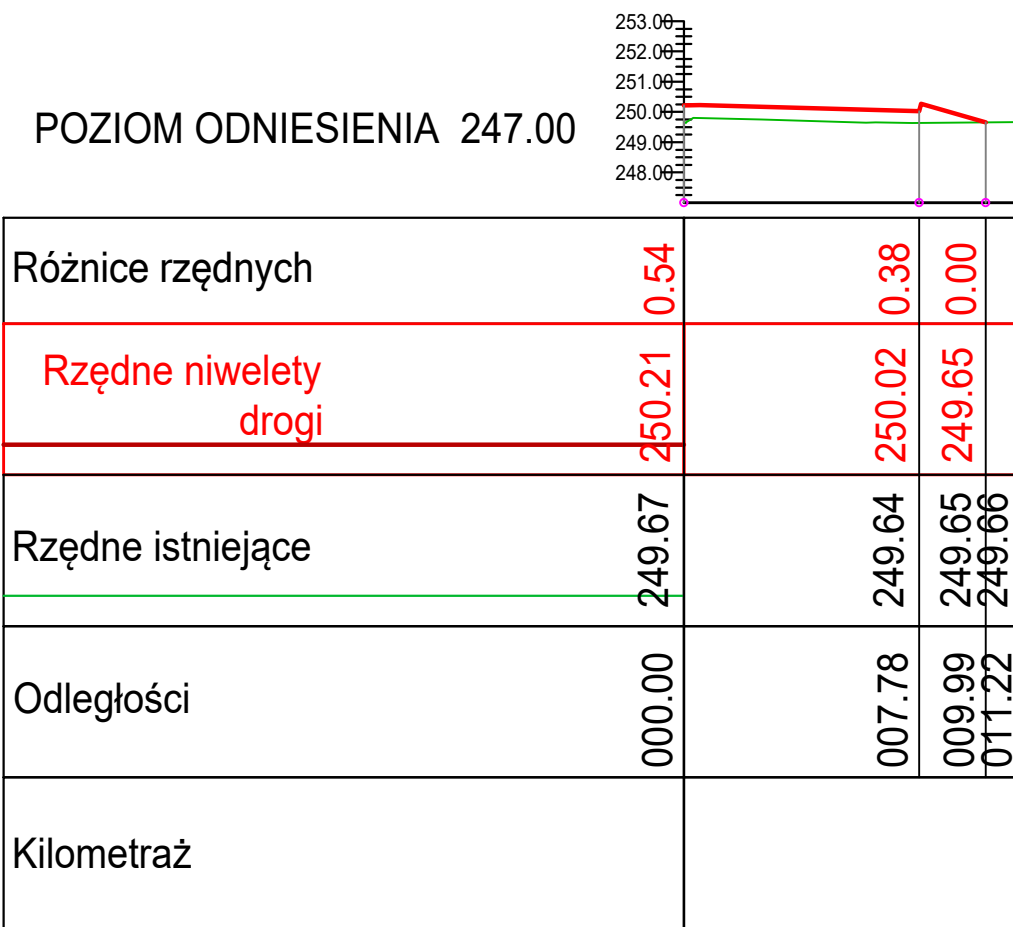 253.00
252.00
251.00
250.00
249.00
248.00
POZIOM ODNIESIENIA 247.00
Różnice rzędnych 0.54 0.38 0.00
Rzędne niwelety
drogi
250.21 250.02 249.65
Rzędne istniejące 249.67 249.64 249.65 249.66
Odległości 000.00 007.78 009.99 011.22
Kilometraż